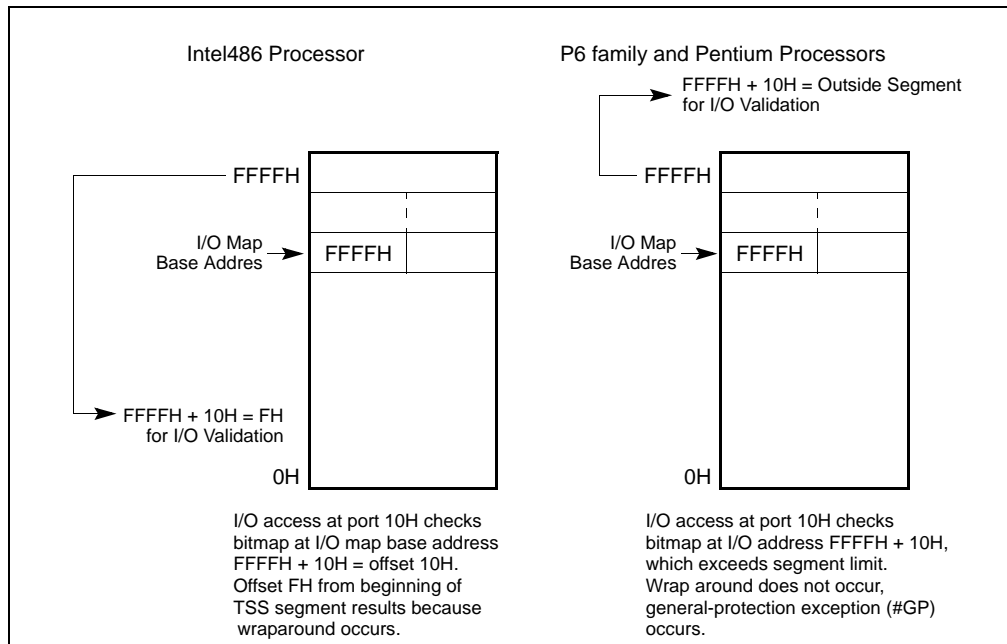 Intel486 Processor
FFFFH
I/O Map
Base Addres
FFFFH
FFFFH + 10H = FH
for I/O Validation
0H
I/O access at port 10H checks
bitmap at I/O map base address
FFFFH + 10H = offset 10H.
Offset FH from beginning of
TSS segment results because
wraparound occurs.
P6 family and Pentium Processors
FFFFH + 10H = Outside Segment
for I/O Validation
FFFFH
I/O Map
Base Addres
FFFFH
0H
I/O access at port 10H checks
bitmap at I/O address FFFFH + 10H,
which exceeds segment limit.
Wrap around does not occur,
general-protection exception (#GP)
occurs.